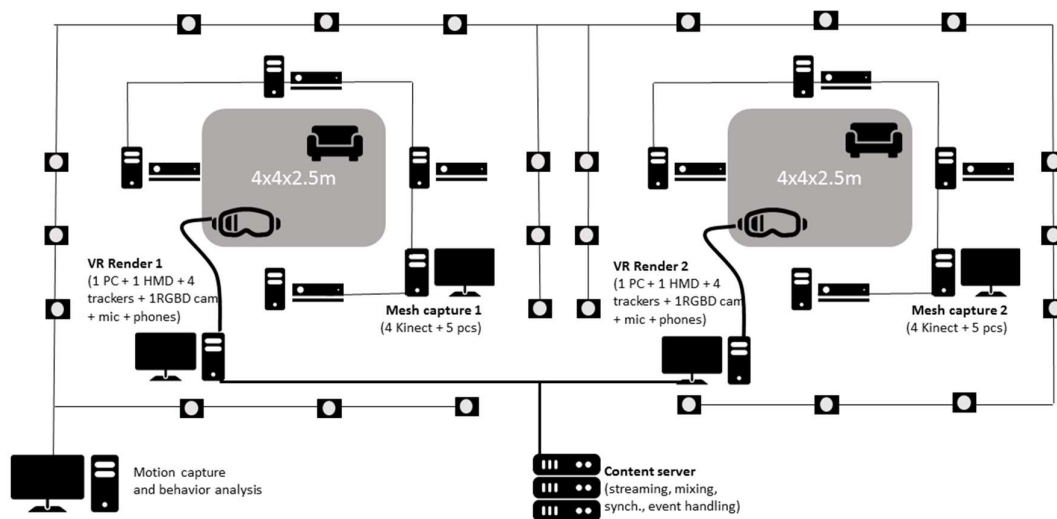 4x4x2.5m
VR Render 1
(1 PC + 1 HMD + 4
trackers + 1RGBD cam
+ mic + phones)
Mesh capture 1
(4 Kinect + 5 pcs)
4x4x2.5m
VR Render 2
(1 PC + 1 HMD + 4
trackers + 1RGBD cam
+ mic + phones)
Mesh capture 2
(4 Kinect + 5 pcs)
Motion capture
and behavior analysis
Content server
(streaming, mixing,
synch., event handling)